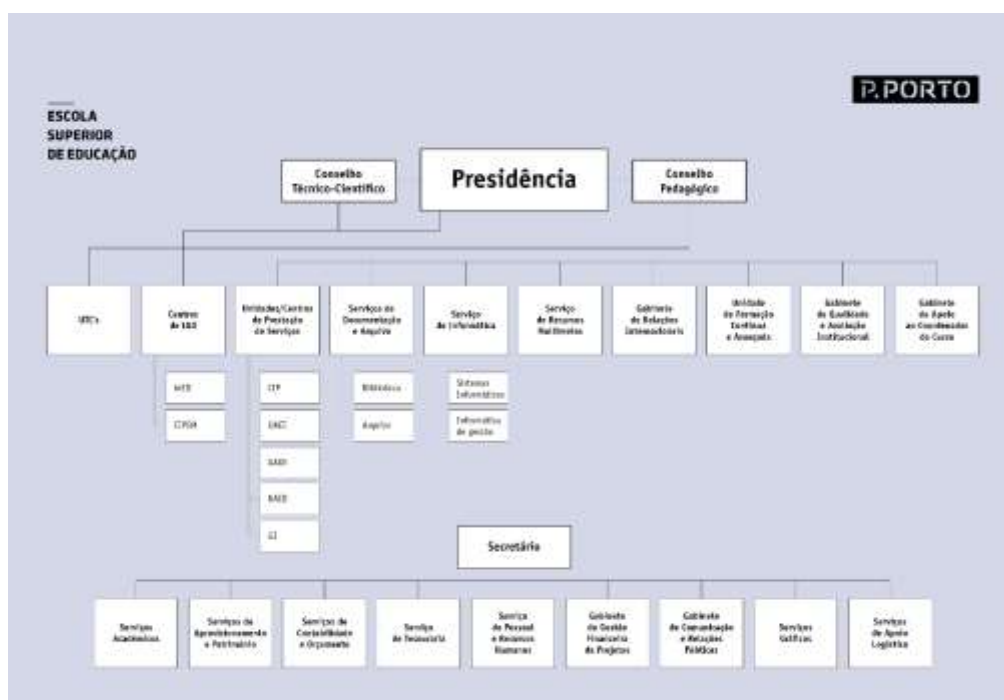 P.PORTO
ESCOLA
SUPERIOR
DE EDUCAÇÃO
Conselho
Técnico-Científico
Presidência
Conselho
Pedagógico
UTC's
Centros
de I&D
Unidades/Centros
de Prestação
de Serviços
Serviços de
Documentação
e Arquivo
Serviço
de Informática
Serviço
de Recursos
Multimeios
Gabinete
de Relações
Internacionais
Unidade
de Formação
Contínua
e Avançada
Gabinete
de Qualidade
e Avaliação
Institucional
Gabinete
de Apoio
ao Coordenador
de Curso
InED
Biblioteca
Arquivo
Sistemas
Informáticos
Informática
de gestão
Secretário
Serviços
Académicos
Serviços de
Aprovisionamento
e Património
Serviços de
Contabilidade
e Orçamento
Serviço
de Tesouraria
Serviço
de Pessoal
e Recursos
Humanos
Gabinete
de Gestão
Financeira
de Projetos
Gabinete
de Comunicação
e Relações
Públicas
Serviços
Gráficos
Serviços
de Apoio
Logístico